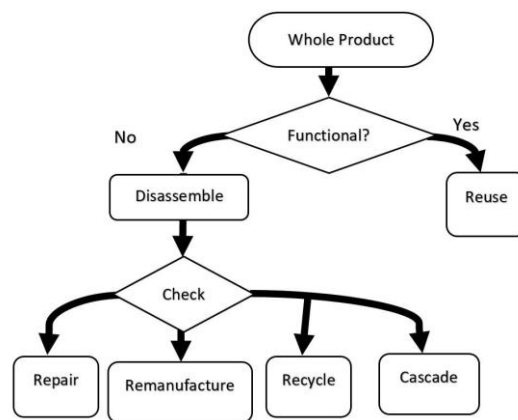 Whole Product
Functional?
No
Yes
Disassemble
Reuse
Check
Repair
Remanufacture
Recycle
Cascade